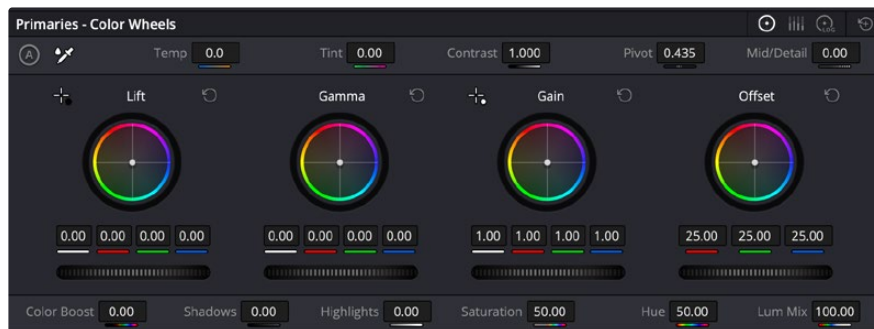 Primaries - Color Wheels
A Temp 0.0 Tint 0.00 Contrast 1.000 Pivot 0.435 Mid/Detail 0.00
Lift Gamma Gain Offset
0.00 0.00 0.00 0.00 0.00 0.00 0.00 0.00 1.00 1.00 1.00 1.00 25.00 25.00 25.00
Color Boost 0.00 Shadows 0.00 Highlights 0.00 Saturation 50.00 Hue 50.00 Lum Mix 100.00